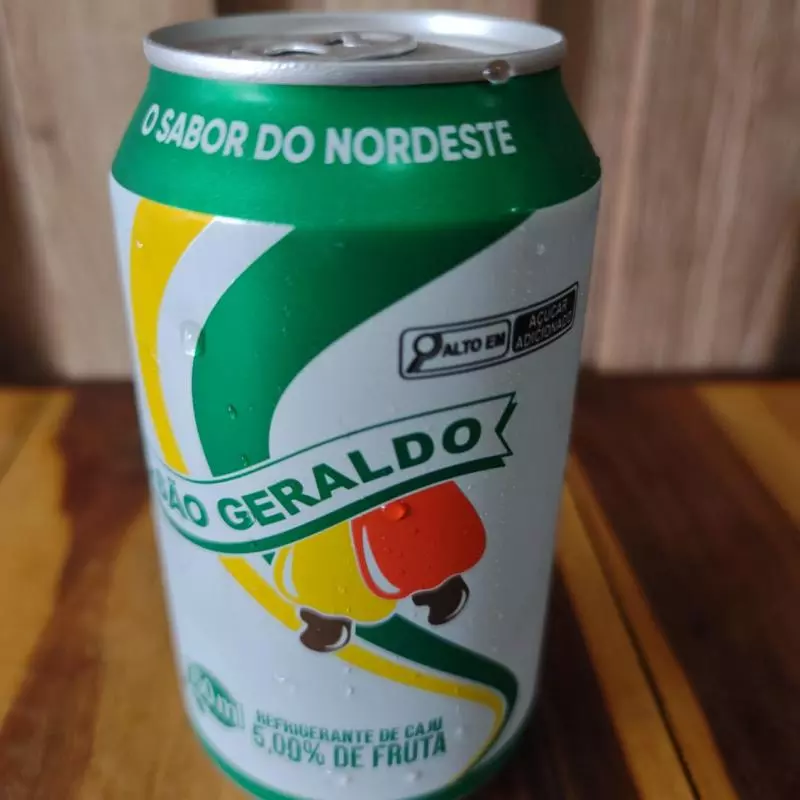 O SABOR DO NORDESTE
ALTO EM
AÇÚCAR
ADICIONADO
SÃO GERALDO
REFRIGERANTE DE CAJU
5,00% DE FRUTA